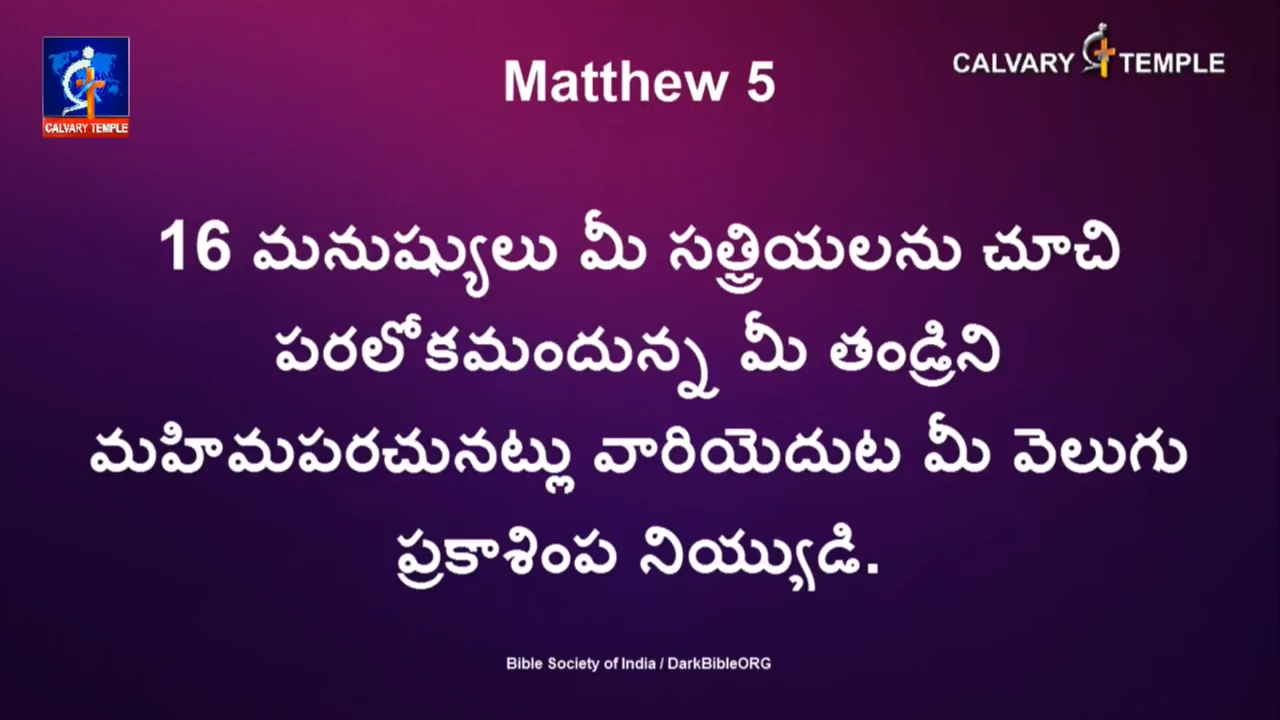 CALVARY TEMPLE
Matthew 5
CALVARY TEMPLE
16 మనుష్యులు మీ సత్త్రియలను చూచి
పరలోకమందున్న మీ తండ్రిని
మహిమపరచునట్లు వారియెదుట మీ వెలుగు
ప్రకాశింప నియ్యుడి.
Bible Society of India / DarkBibleORG